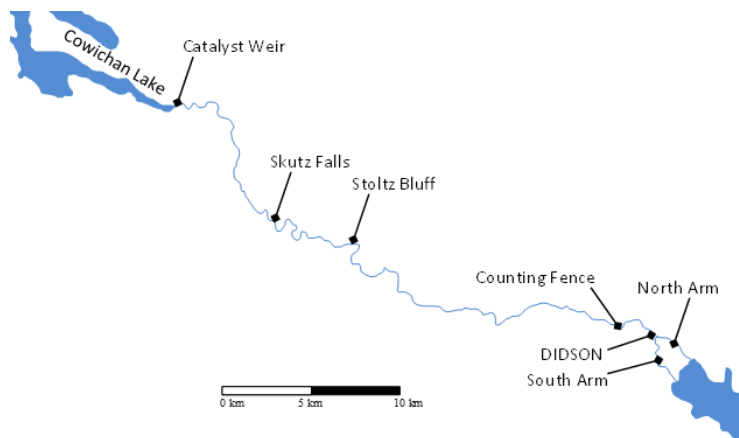 Cowichan Lake
Catalyst Weir
Skutz Falls
Stoltz Bluff
Counting Fence
North Arm
DIDSON
South Arm
0 km 5 km 10 km